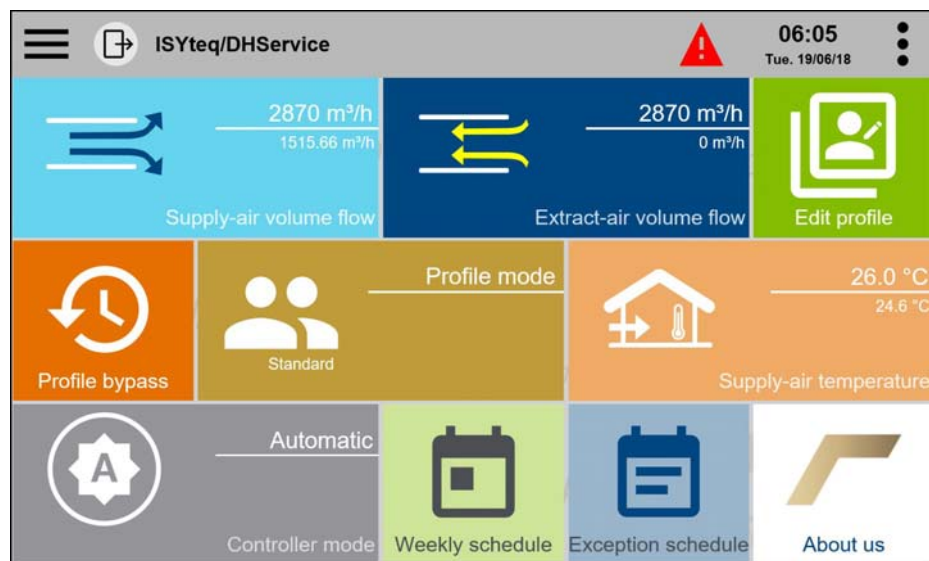 ISYteq/DHService
06:05
Tue. 19/06/18
2870 m³/h
1515.66 m³/h
Supply-air volume flow
2870 m³/h
0 m³/h
Extract-air volume flow
Edit profile
Profile bypass
Profile mode
Standard
26.0 °C
24.6 °C
Supply-air temperature
A
Automatic
Controller mode
Weekly schedule
Exception schedule
About us